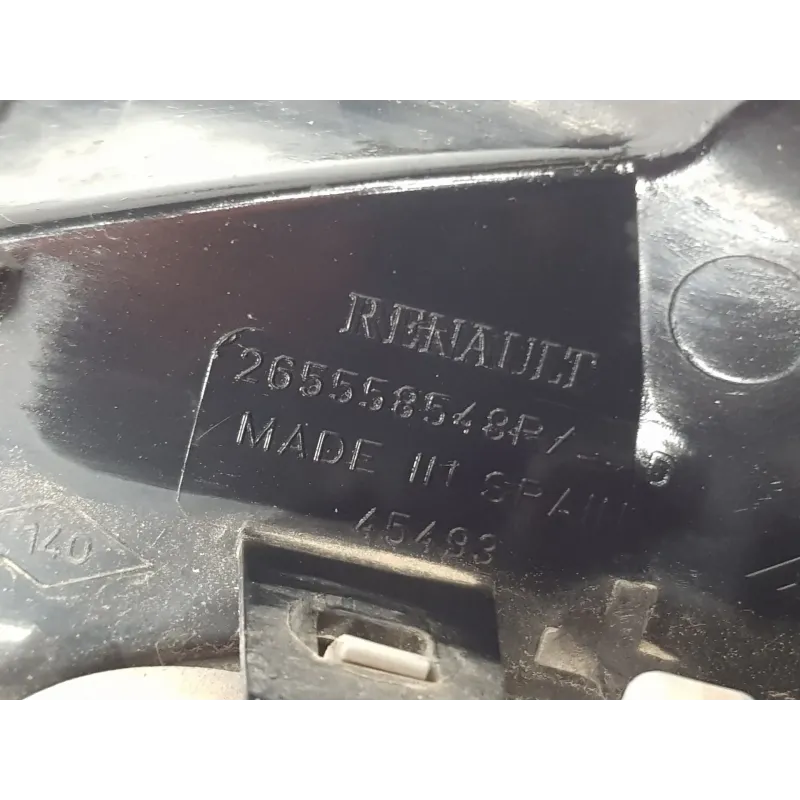 RENAULT
265558548R/
MADE IN SPAIN
45493
140